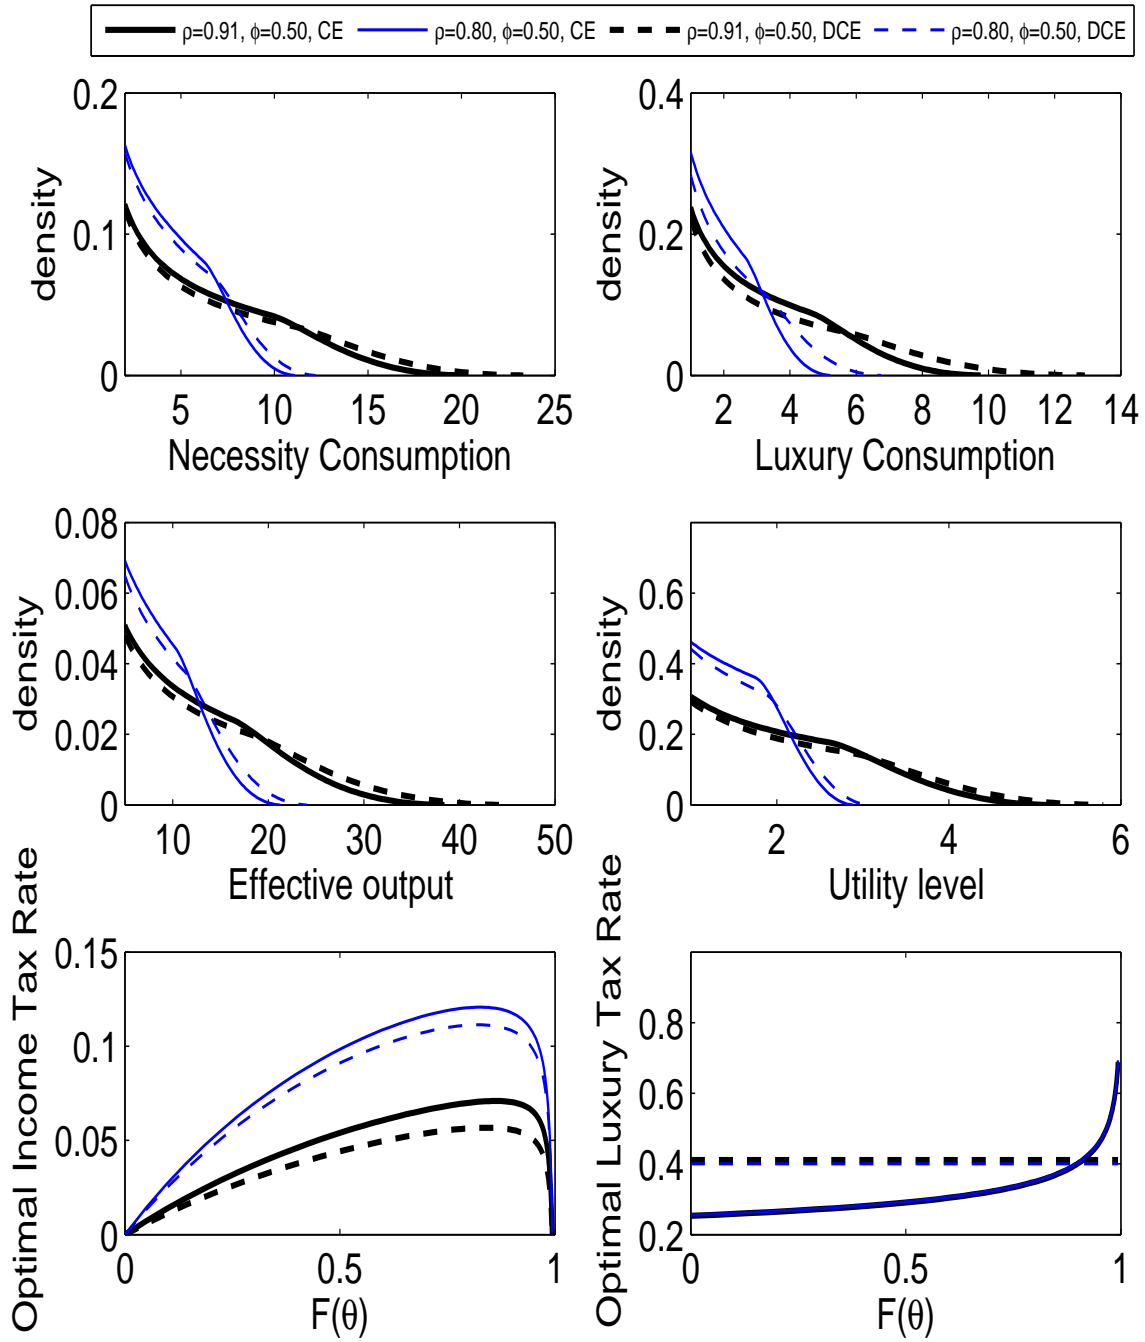 ρ=0.91, ϕ=0.50, CE ρ=0.80, ϕ=0.50, CE ρ=0.91, ϕ=0.50, DCE ρ=0.80, ϕ=0.50, DCE
0.2
0.1
0
density
5 10 15 20 25
Necessity Consumption
0.4
0.2
0
density
2 4 6 8 10 12 14
Luxury Consumption
0.08
0.06
0.04
0.02
0
density
10 20 30 40 50
Effective output
0.6
0.4
0.2
0
density
2 4 6
Utility level
0.15
0.1
0.05
0
Optimal Income Tax Rate
0 0.5 1
F(θ)
0.8
0.6
0.4
0.2
Optimal Luxury Tax Rate
0 0.5 1
F(θ)